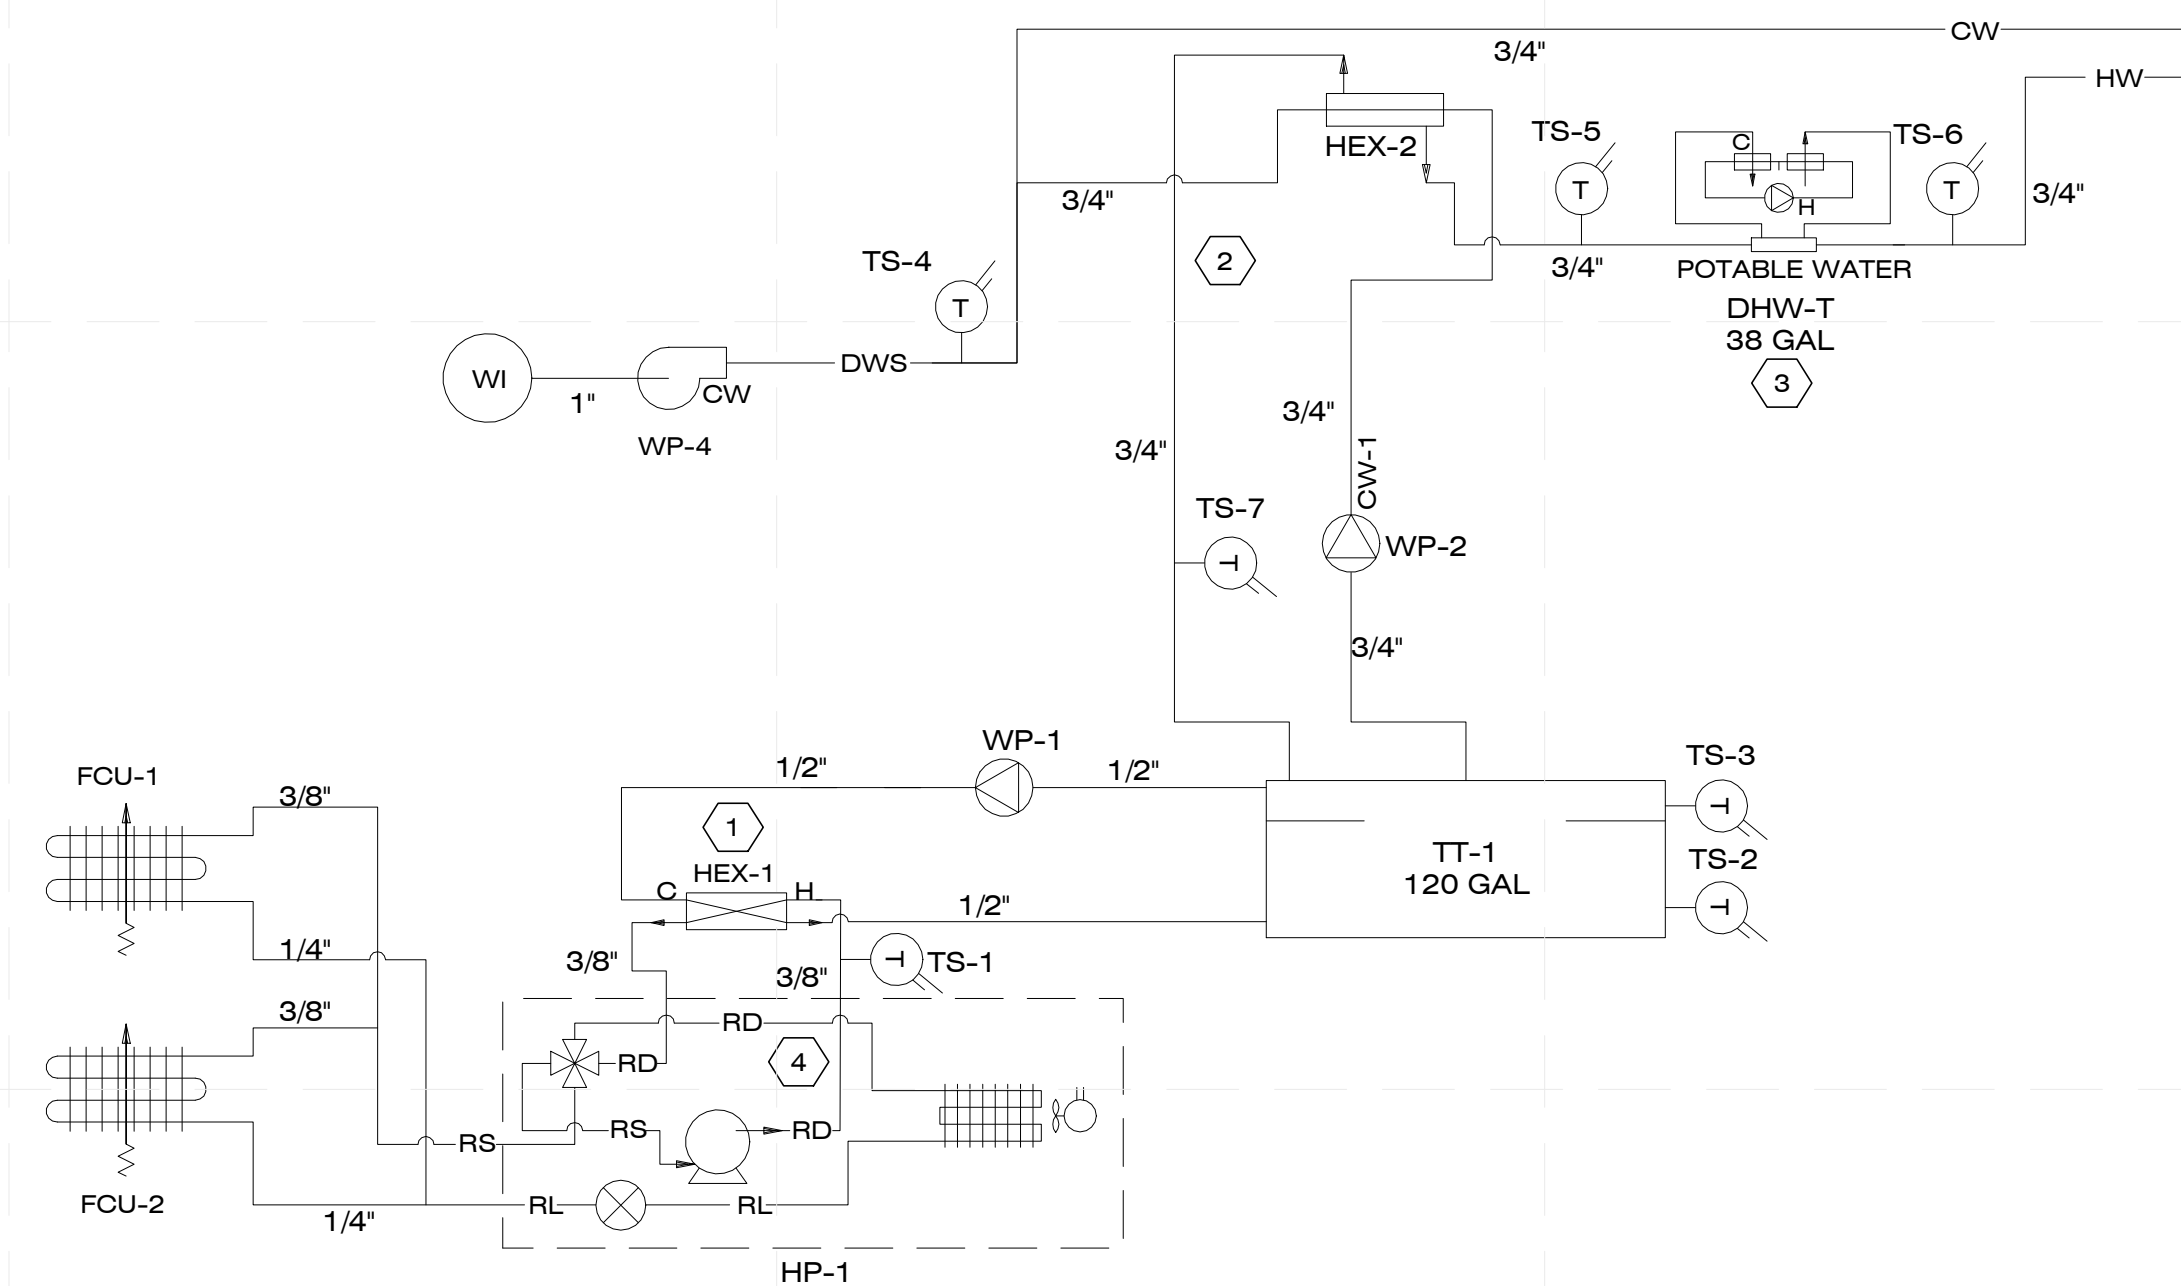 CW
3/4"
HW
TS-5
C
TS-6
HEX-2
T
T
3/4"
H
3/4"
TS-4
2
3/4"
POTABLE WATER
T
DHW-T
38 GAL
WI
DWS
1"
CW
3
WP-4
3/4"
3/4"
CW-1
TS-7
WP-2
T
3/4"
WP-1
1/2"
1/2"
TS-3
FCU-1
3/8"
T
1
TT-1
120 GAL
TS-2
HEX-1
C
H
1/2"
T
1/4"
3/8"
3/8"
T
TS-1
3/8"
RD
RD
4
RS
RS
RD
FCU-2
RL
RL
1/4"
HP-1